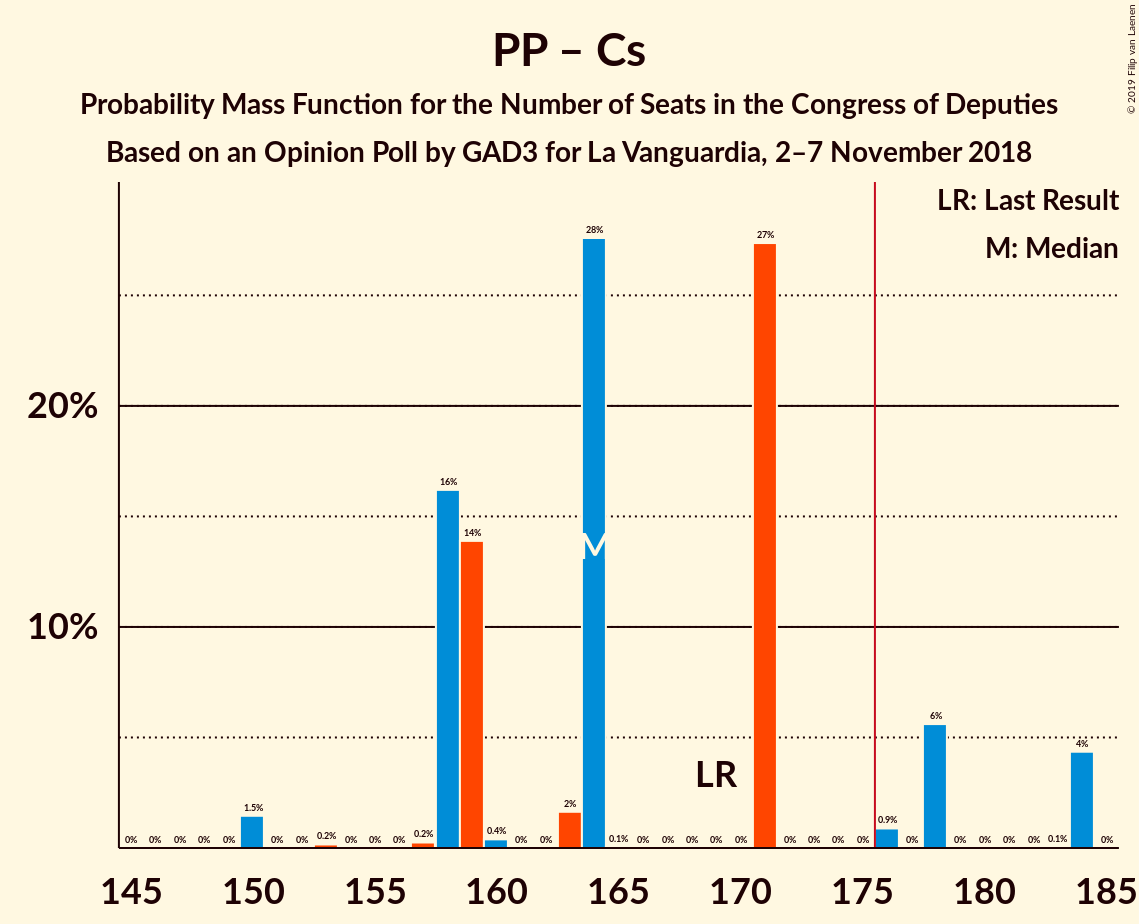 PP – Cs
Probability Mass Function for the Number of Seats in the Congress of Deputies
Based on an Opinion Poll by GAD3 for La Vanguardia, 2–7 November 2018
© 2019 Filip van Laenen
LR: Last Result
M: Median
20%
10%
0% 0% 0% 0% 0% 1.5% 0% 0% 0.2% 0% 0% 0% 0.2% 16% 14% 0.4% 0% 0% 2% 28% 0.1% 0% 0% 0% 0% 0% 27% 0% 0% 0% 0% 0.9% 0% 6% 0% 0% 0% 0% 0.1% 4% 0%
M
LR
145 150 155 160 165 170 175 180 185